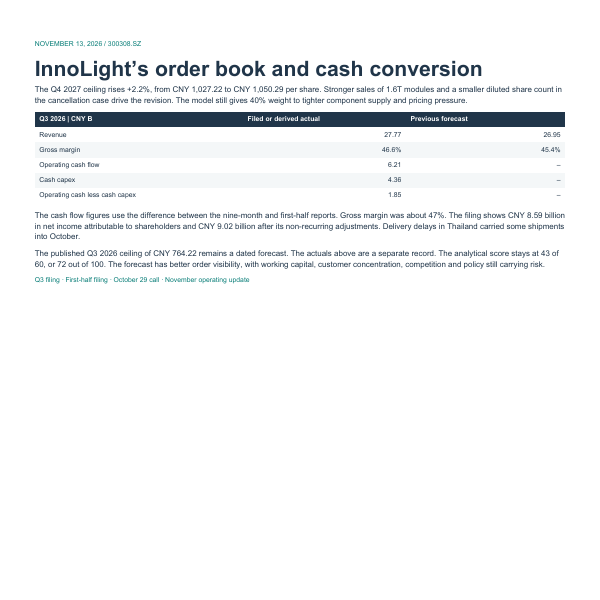 NOVEMBER 13, 2026 / 300308.SZ
InnoLight’s order book and cash conversion
The Q4 2027 ceiling rises +2.2%, from CNY 1,027.22 to CNY 1,050.29 per share. Stronger sales of 1.6T modules and a smaller diluted share count in
the cancellation case drive the revision. The model still gives 40% weight to tighter component supply and pricing pressure.
Q3 2026 | CNY B Filed or derived actual Previous forecast
Revenue 27.77 26.95
Gross margin 46.6% 45.4%
Operating cash flow 6.21 –
Cash capex 4.36 –
Operating cash less cash capex 1.85 –
The cash flow figures use the difference between the nine-month and first-half reports. Gross margin was about 47%. The filing shows CNY 8.59 billion
in net income attributable to shareholders and CNY 9.02 billion after its non-recurring adjustments. Delivery delays in Thailand carried some shipments
into October.
The published Q3 2026 ceiling of CNY 764.22 remains a dated forecast. The actuals above are a separate record. The analytical score stays at 43 of
60, or 72 out of 100. The forecast has better order visibility, with working capital, customer concentration, competition and policy still carrying risk.
Q3 filing · First-half filing · October 29 call · November operating update